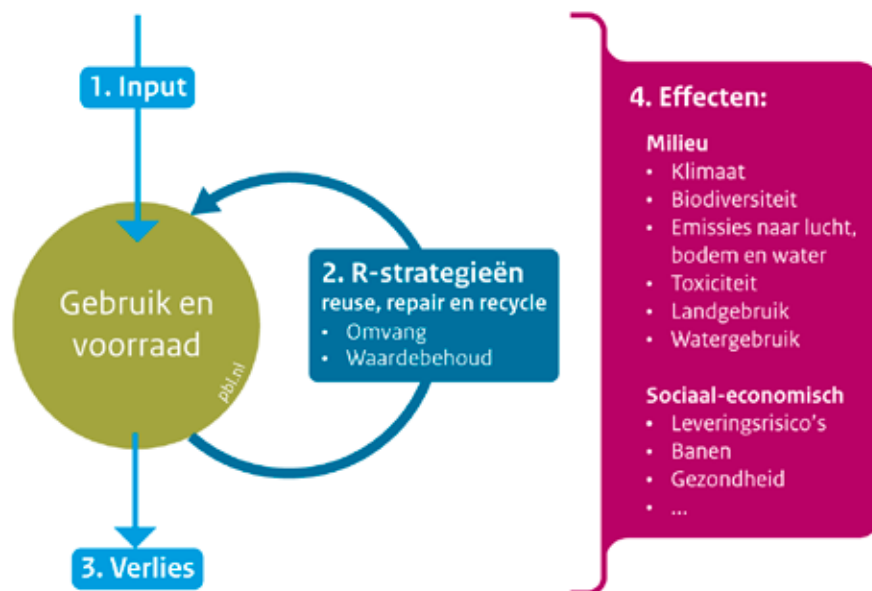 1. Input
Gebruik en
voorraad
pbl.nl
2. R-strategieën
reuse, repair en recycle
• Omvang
• Waardebehoud
3. Verlies
4. Effecten:
Milieu
• Klimaat
• Biodiversiteit
• Emissies naar lucht,
bodem en water
• Toxiciteit
• Landgebruik
• Watergebruik
Sociaal-economisch
• Leveringsrisico's
• Banen
• Gezondheid
• ...